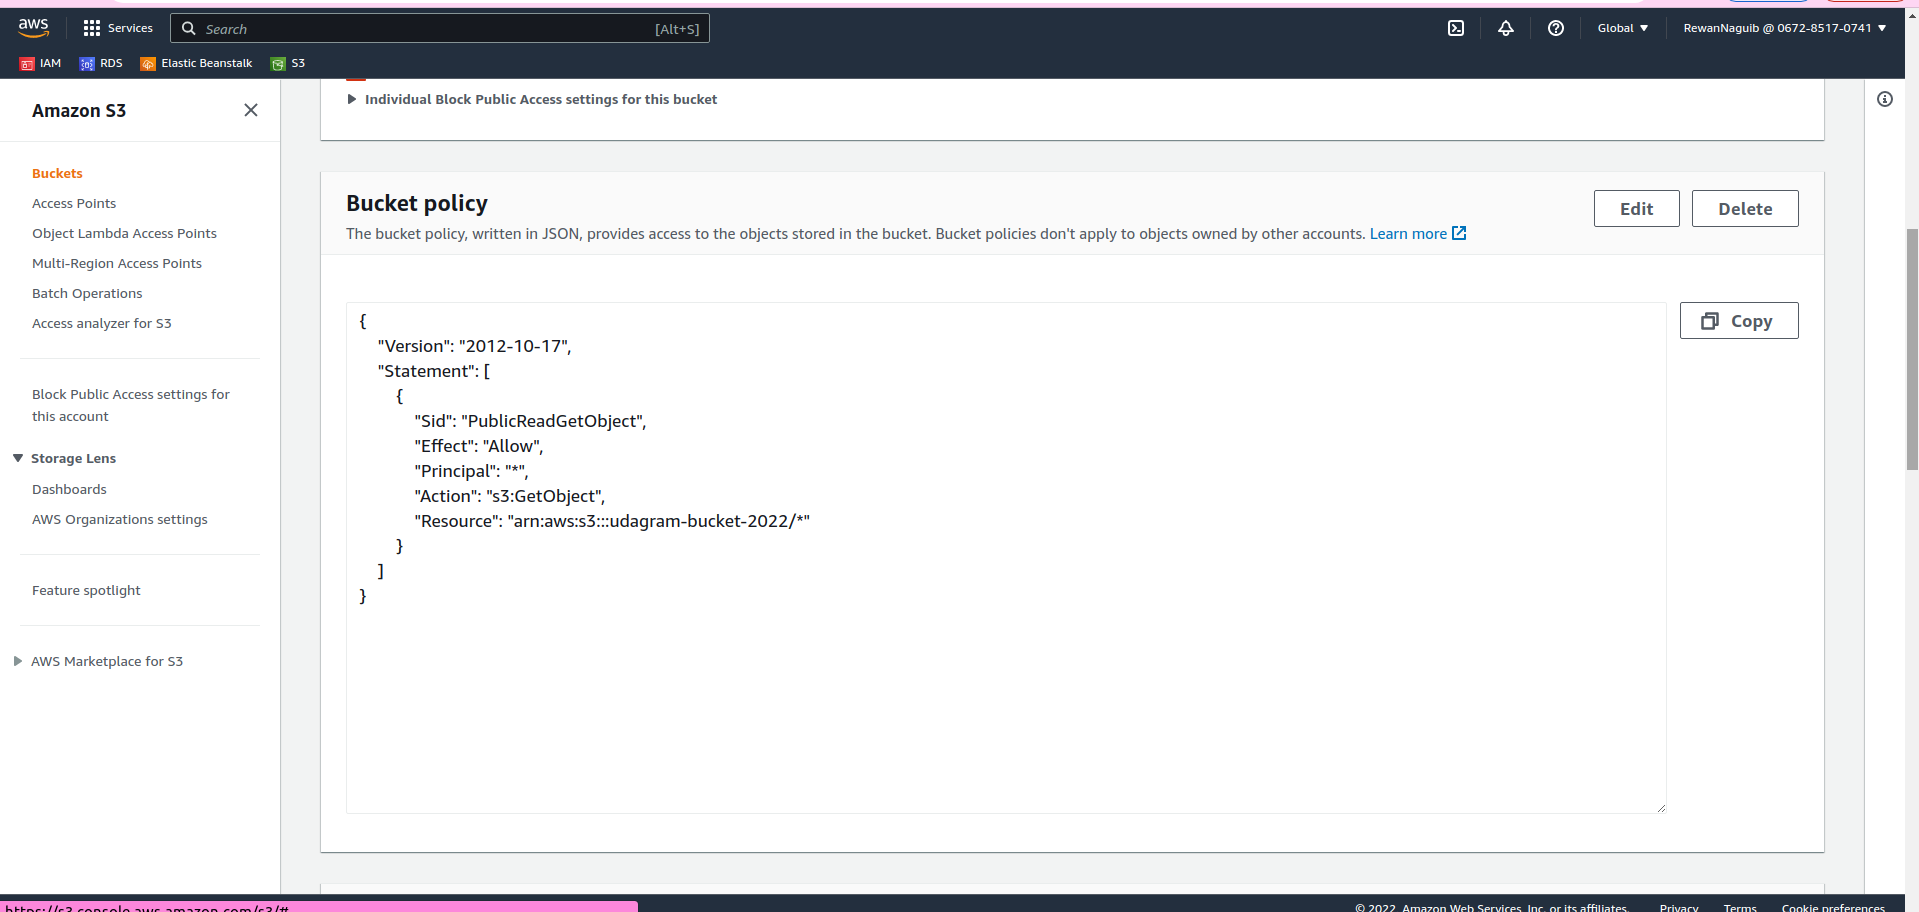 aws
Services
Search [Alt+S]
Global
RewanNaguib @ 0672-8517-0741
IAM
RDS
Elastic Beanstalk
S3
Amazon S3
Buckets
Access Points
Object Lambda Access Points
Multi-Region Access Points
Batch Operations
Access analyzer for S3
Block Public Access settings for
this account
Storage Lens
Dashboards
AWS Organizations settings
Feature spotlight
AWS Marketplace for S3
Individual Block Public Access settings for this bucket
Bucket policy
Edit
Delete
The bucket policy, written in JSON, provides access to the objects stored in the bucket. Bucket policies don't apply to objects owned by other accounts. Learn more
Copy
{
"Version": "2012-10-17",
"Statement": [
{
"Sid": "PublicReadGetObject",
"Effect": "Allow",
"Principal": "*",
"Action": "s3:GetObject",
"Resource": "arn:aws:s3:::udagram-bucket-2022/*"
}
]
}
https://s3.console.aws.amazon.com/s3/#
© 2022, Amazon Web Services, Inc. or its affiliates.
Privacy
Terms
Cookie preferences